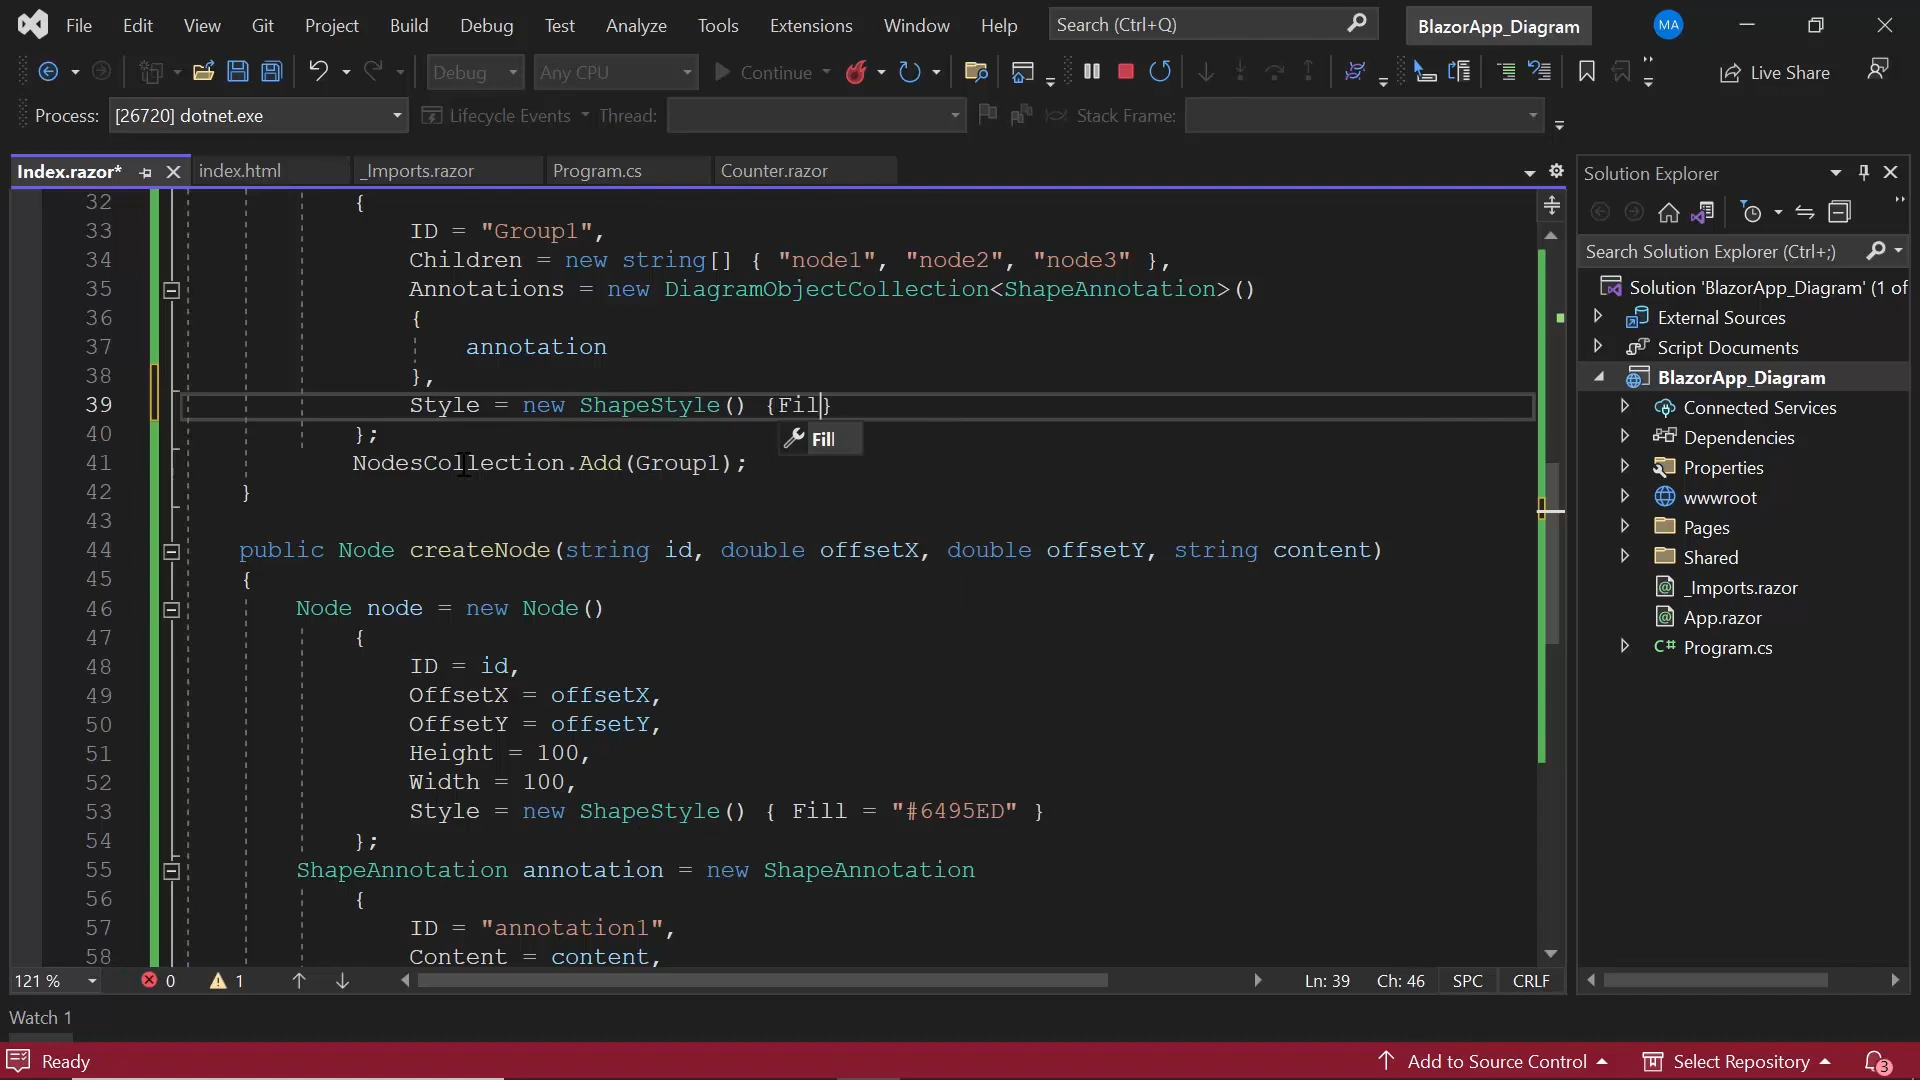 File Edit View Git Project Build Debug Test Analyze Tools Extensions Window Help Search (Ctrl+Q) BlazorApp_Diagram MA
Debug Any CPU Continue Live Share
Process: [26720] dotnet.exe Lifecycle Events Thread: Stack Frame:
Index.razor* index.html _Imports.razor Program.cs Counter.razor
32 {
33 ID = "Group1",
34 Children = new string[] { "node1", "node2", "node3" },
35 Annotations = new DiagramObjectCollection<ShapeAnnotation>()
36 {
37 annotation
38 },
39 Style = new ShapeStyle() {Fil}
Fill
40 };
41 NodesCollection.Add(Group1);
42 }
43
44 public Node createNode(string id, double offsetX, double offsetY, string content)
45 {
46 Node node = new Node()
47 {
48 ID = id,
49 OffsetX = offsetX,
50 OffsetY = offsetY,
51 Height = 100,
52 Width = 100,
53 Style = new ShapeStyle() { Fill = "#6495ED" }
54 };
55 ShapeAnnotation annotation = new ShapeAnnotation
56 {
57 ID = "annotation1",
58 Content = content,
121 % 0 1 Ln: 39 Ch: 46 SPC CRLF
Solution Explorer
Search Solution Explorer (Ctrl+;)
Solution 'BlazorApp_Diagram' (1 of
External Sources
Script Documents
BlazorApp_Diagram
Connected Services
Dependencies
Properties
wwwroot
Pages
Shared
_Imports.razor
App.razor
C# Program.cs
Watch 1
Ready Add to Source Control Select Repository 3